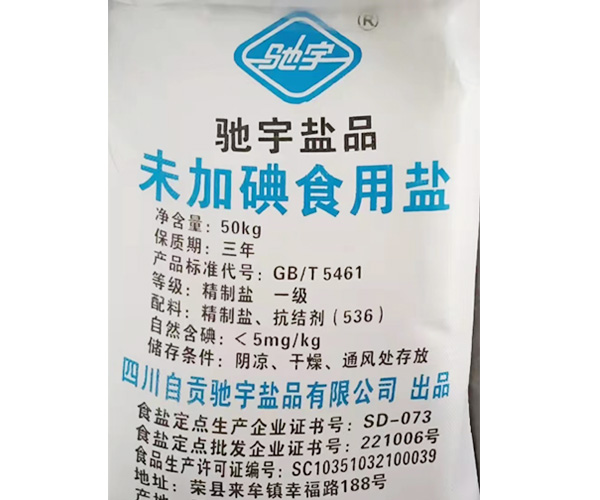 驰宇
®
驰宇盐品
未加碘食用盐
净含量：50kg
保质期：三年
产品标准代号：GB/T 5461
等级：精制盐 一级
配料：精制盐、抗结剂（536）
自然含碘：＜5mg/kg
储存条件：阴凉、干燥、通风处存放
四川自贡驰宇盐品有限公司 出品
食盐定点生产企业证书号：SD-073
食盐定点批发企业证书号：221006号
食品生产许可证编号：SC10351032100039
地址：荣县来牟镇幸福路188号